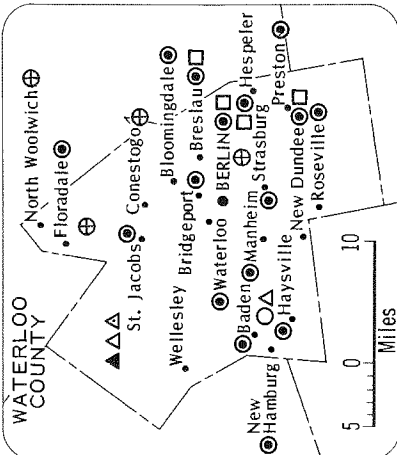 WATERLOO
COUNTY
North Woolwich
Floradale
St. Jacobs
Conestogo
Bloomingdale
Wellesley
Bridgeport
Breslau
Waterloo
BERLIN
Hespeler
Baden
Manheim
Strasburg
Preston
New
Hamburg
Haysville
New Dundee
Roseville
5
0
10
Miles